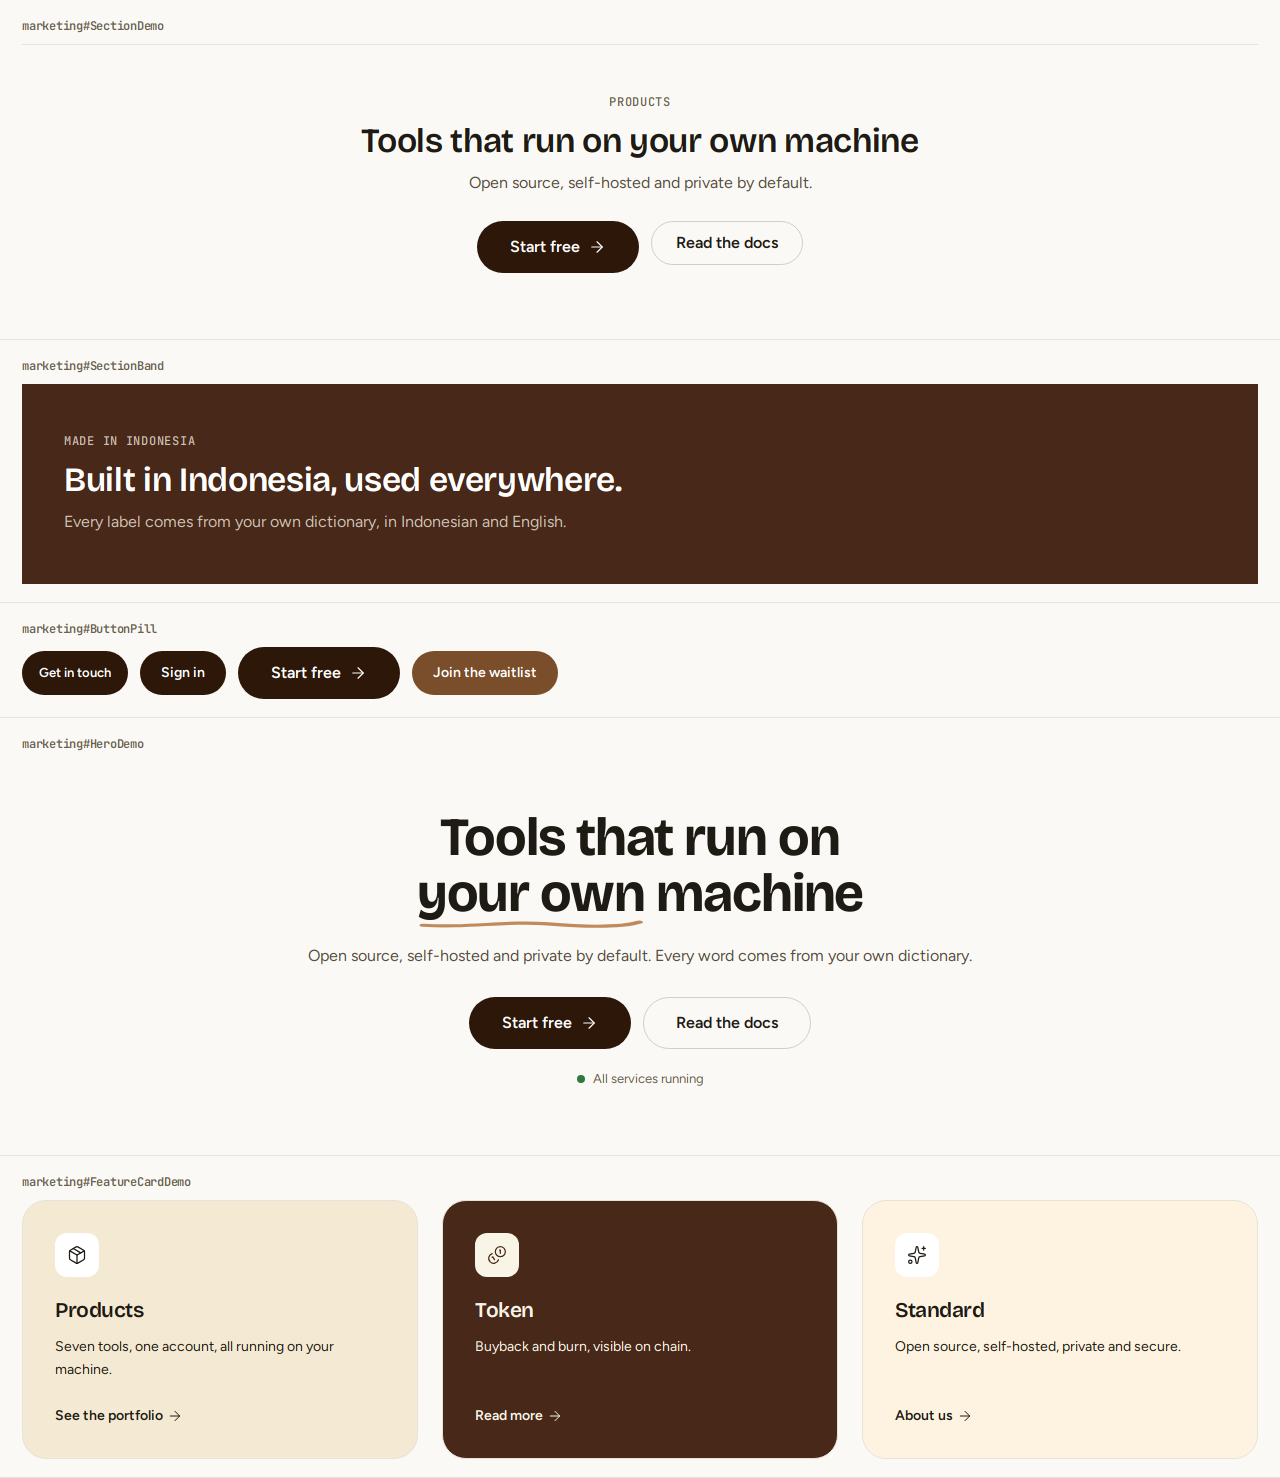 marketing#SectionDemo
PRODUCTS
Tools that run on your own machine
Open source, self-hosted and private by default.
Start free
Read the docs
marketing#SectionBand
MADE IN INDONESIA
Built in Indonesia, used everywhere.
Every label comes from your own dictionary, in Indonesian and English.
marketing#ButtonPill
Get in touch
Sign in
Start free
Join the waitlist
marketing#HeroDemo
Tools that run on
your own machine
Open source, self-hosted and private by default. Every word comes from your own dictionary.
Start free
Read the docs
All services running
marketing#FeatureCardDemo
Products
Seven tools, one account, all running on your
machine.
See the portfolio
Token
Buyback and burn, visible on chain.
Read more
Standard
Open source, self-hosted, private and secure.
About us